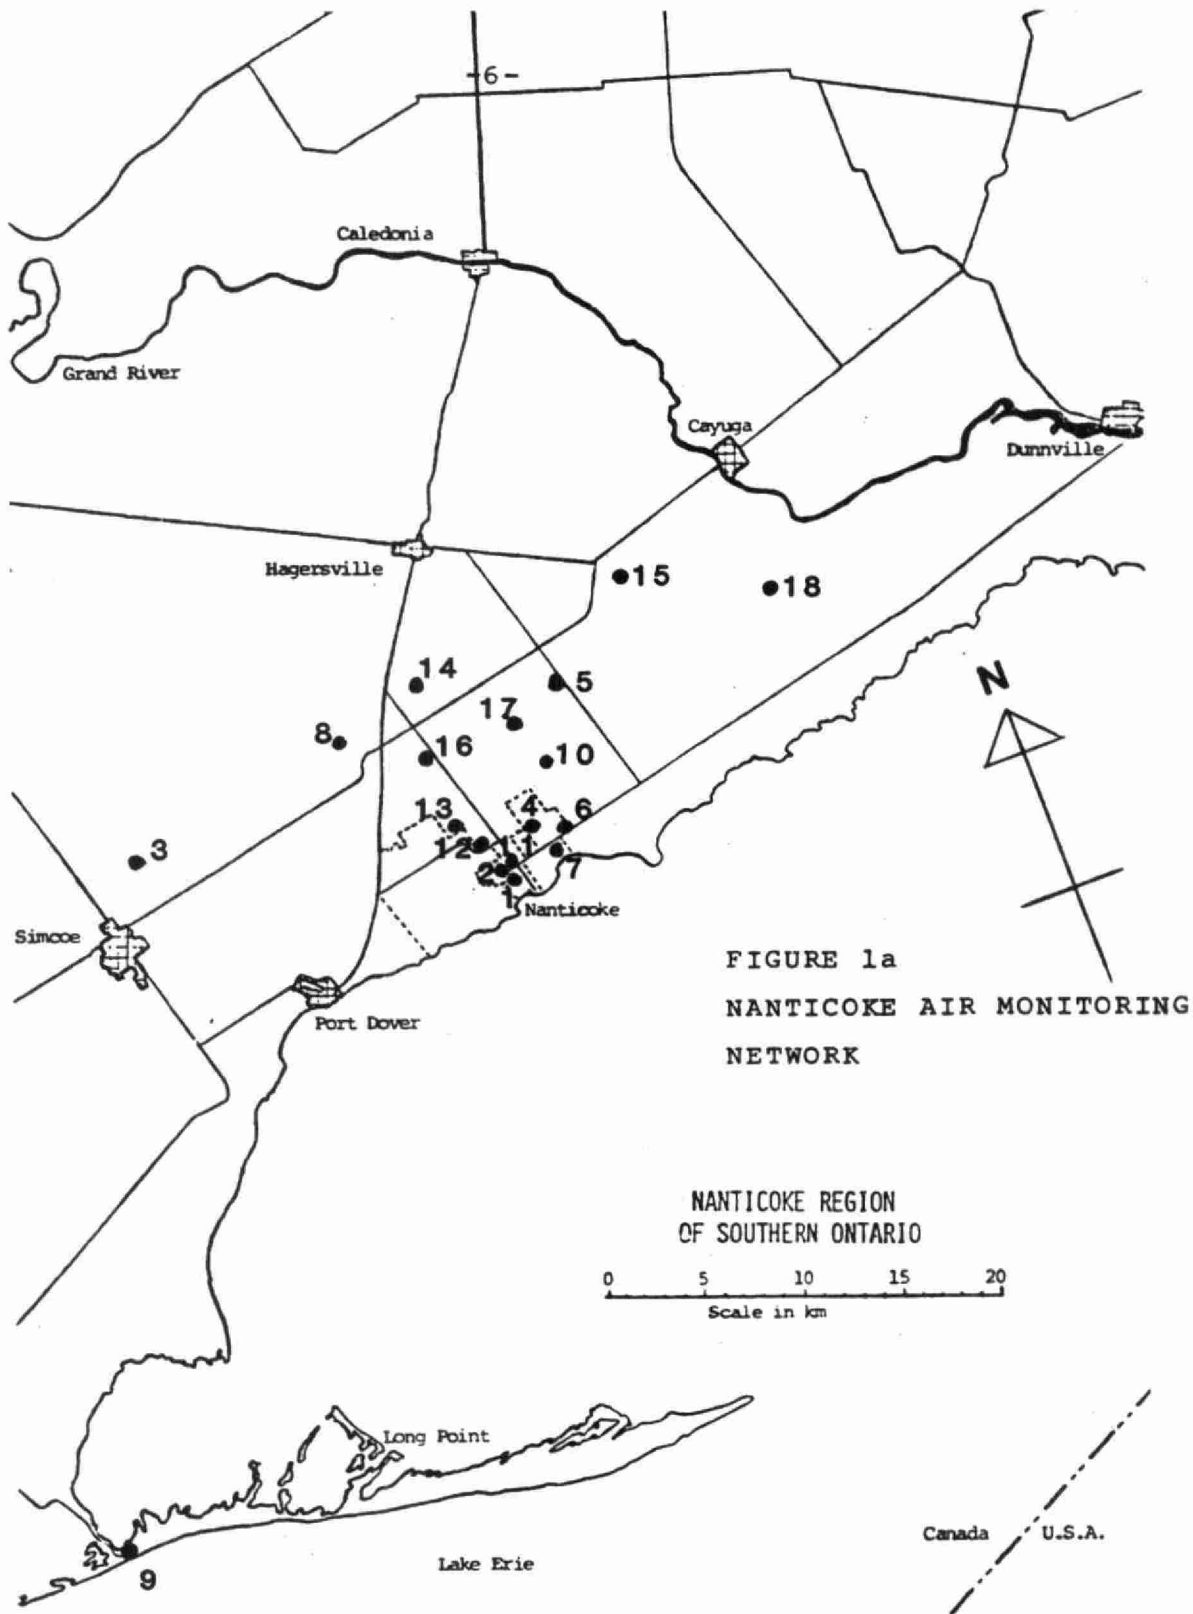 -6-
Caledonia
Grand River
Cayuga
Dunnville
Hagersville
15
18
14
5
17
8
16
10
13
4
6
12
11
3
2
7
1
Nanticoke
Simcoe
N
Port Dover
FIGURE 1a
NANTICOKE AIR MONITORING
NETWORK
NANTICOKE REGION
OF SOUTHERN ONTARIO
0 5 10 15 20
Scale in km
Long Point
Canada U.S.A.
Lake Erie
9